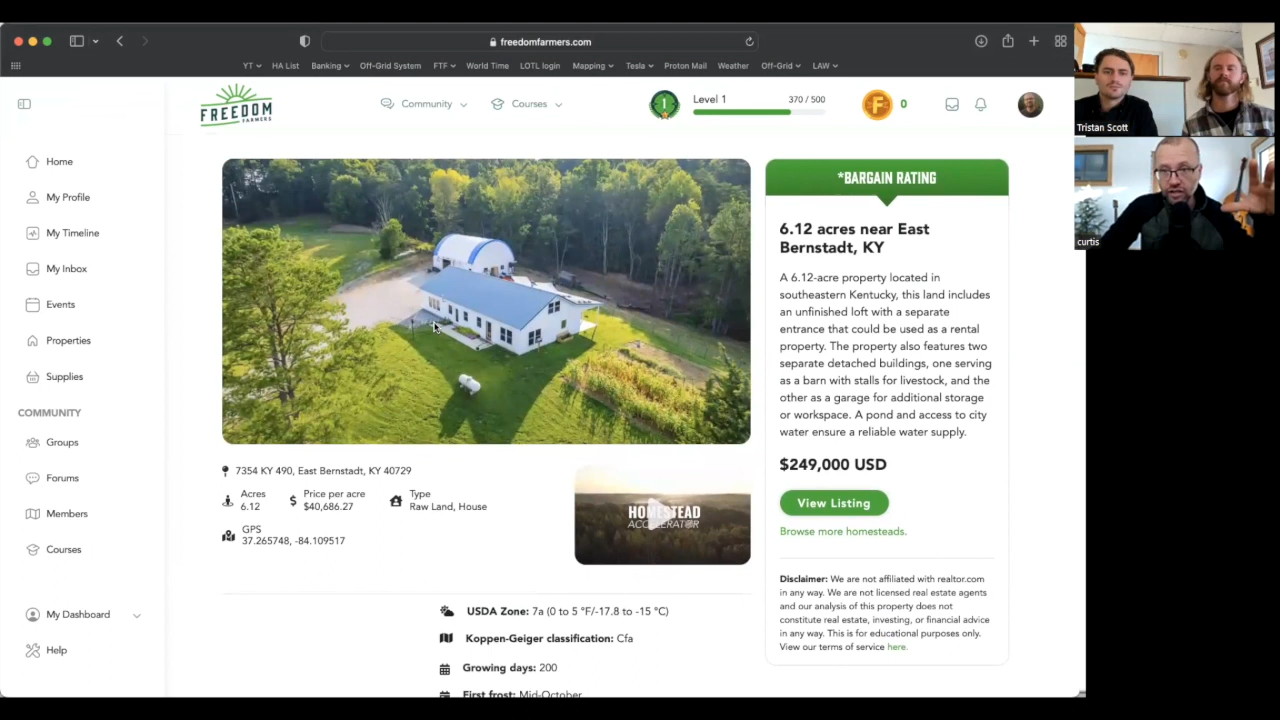 freedomfarmers.com
YT
HA List
Banking
Off-Grid System
FTF
World Time
LOTL login
Mapping
Tesla
Proton Mail
Weather
Off-Grid
LAW
FREEDOM
FARMERS
Community
Courses
1
Level 1
370 / 500
F
0
Home
My Profile
My Timeline
My Inbox
Events
Properties
Supplies
COMMUNITY
Groups
Forums
Members
Courses
My Dashboard
Help
7354 KY 490, East Bernstadt, KY 40729
Acres
6.12
Price per acre
$40,686.27
Type
Raw Land, House
GPS
37.265748, -84.109517
HOMESTEAD
ACCELERATOR
USDA Zone: 7a (0 to 5 °F/-17.8 to -15 °C)
Koppen-Geiger classification: Cfa
Growing days: 200
First frost: Mid-October
*BARGAIN RATING
6.12 acres near East
Bernstadt, KY
A 6.12-acre property located in
southeastern Kentucky, this land includes
an unfinished loft with a separate
entrance that could be used as a rental
property. The property also features two
separate detached buildings, one serving
as a barn with stalls for livestock, and the
other as a garage for additional storage
or workspace. A pond and access to city
water ensure a reliable water supply.
$249,000 USD
View Listing
Browse more homesteads.
Disclaimer: We are not affiliated with realtor.com
in any way. We are not licensed real estate agents
and our analysis of this property does not
constitute real estate, investing, or financial advice
in any way. This is for educational purposes only.
View our terms of service here.
Tristan Scott
curtis